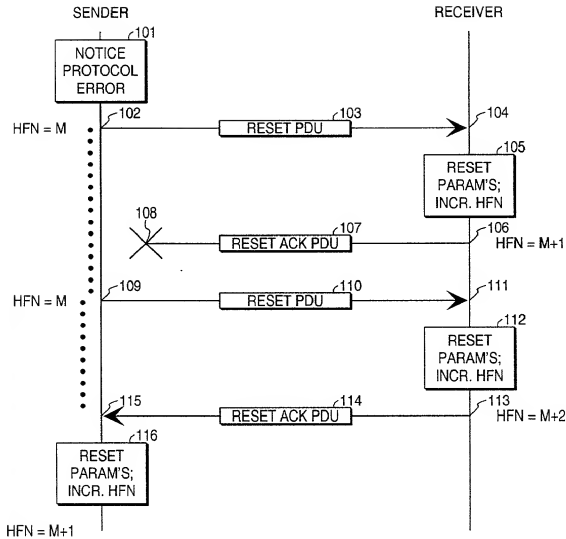 SENDER
RECEIVER
101
NOTICE
PROTOCOL
ERROR
102
103
104
HFN = M
RESET PDU
105
RESET
PARAM'S;
INCR. HFN
108
107
106
RESET ACK PDU
HFN = M+1
109
110
111
HFN = M
RESET PDU
112
RESET
PARAM'S;
INCR. HFN
115
114
113
RESET ACK PDU
HFN = M+2
116
RESET
PARAM'S;
INCR. HFN
HFN = M+1